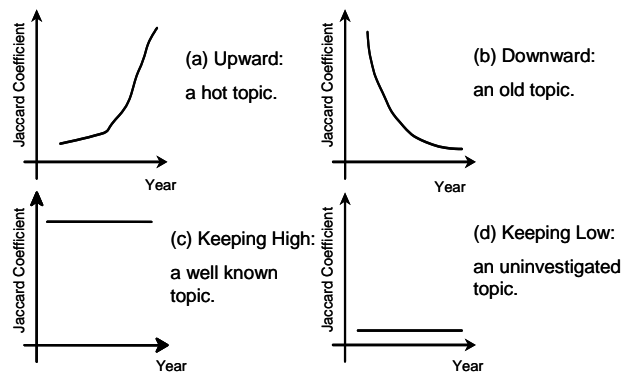 Jaccard Coefficient
(a) Upward:
a hot topic.
Year
Jaccard Coefficient
(b) Downward:
an old topic.
Year
Jaccard Coefficient
(c) Keeping High:
a well known
topic.
Year
Jaccard Coefficient
(d) Keeping Low:
an uninvestigated
topic.
Year